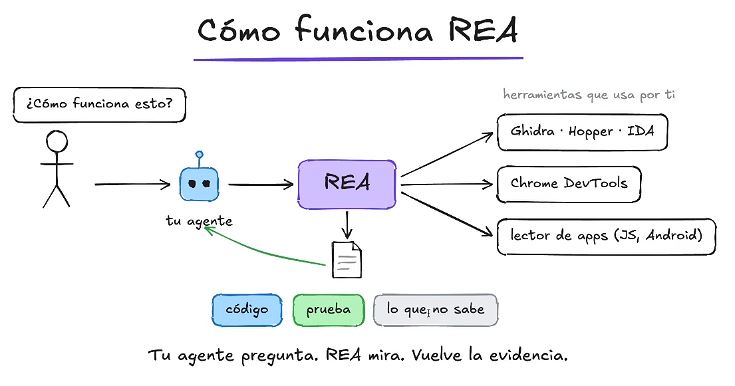 Cómo funciona REA
herramientas que usa por ti
¿Cómo funciona esto?
Ghidra · Hopper · IDA
REA
Chrome DevTools
tu agente
lector de apps (JS, Android)
código
prueba
lo que no sabe
Tu agente pregunta. REA mira. Vuelve la evidencia.